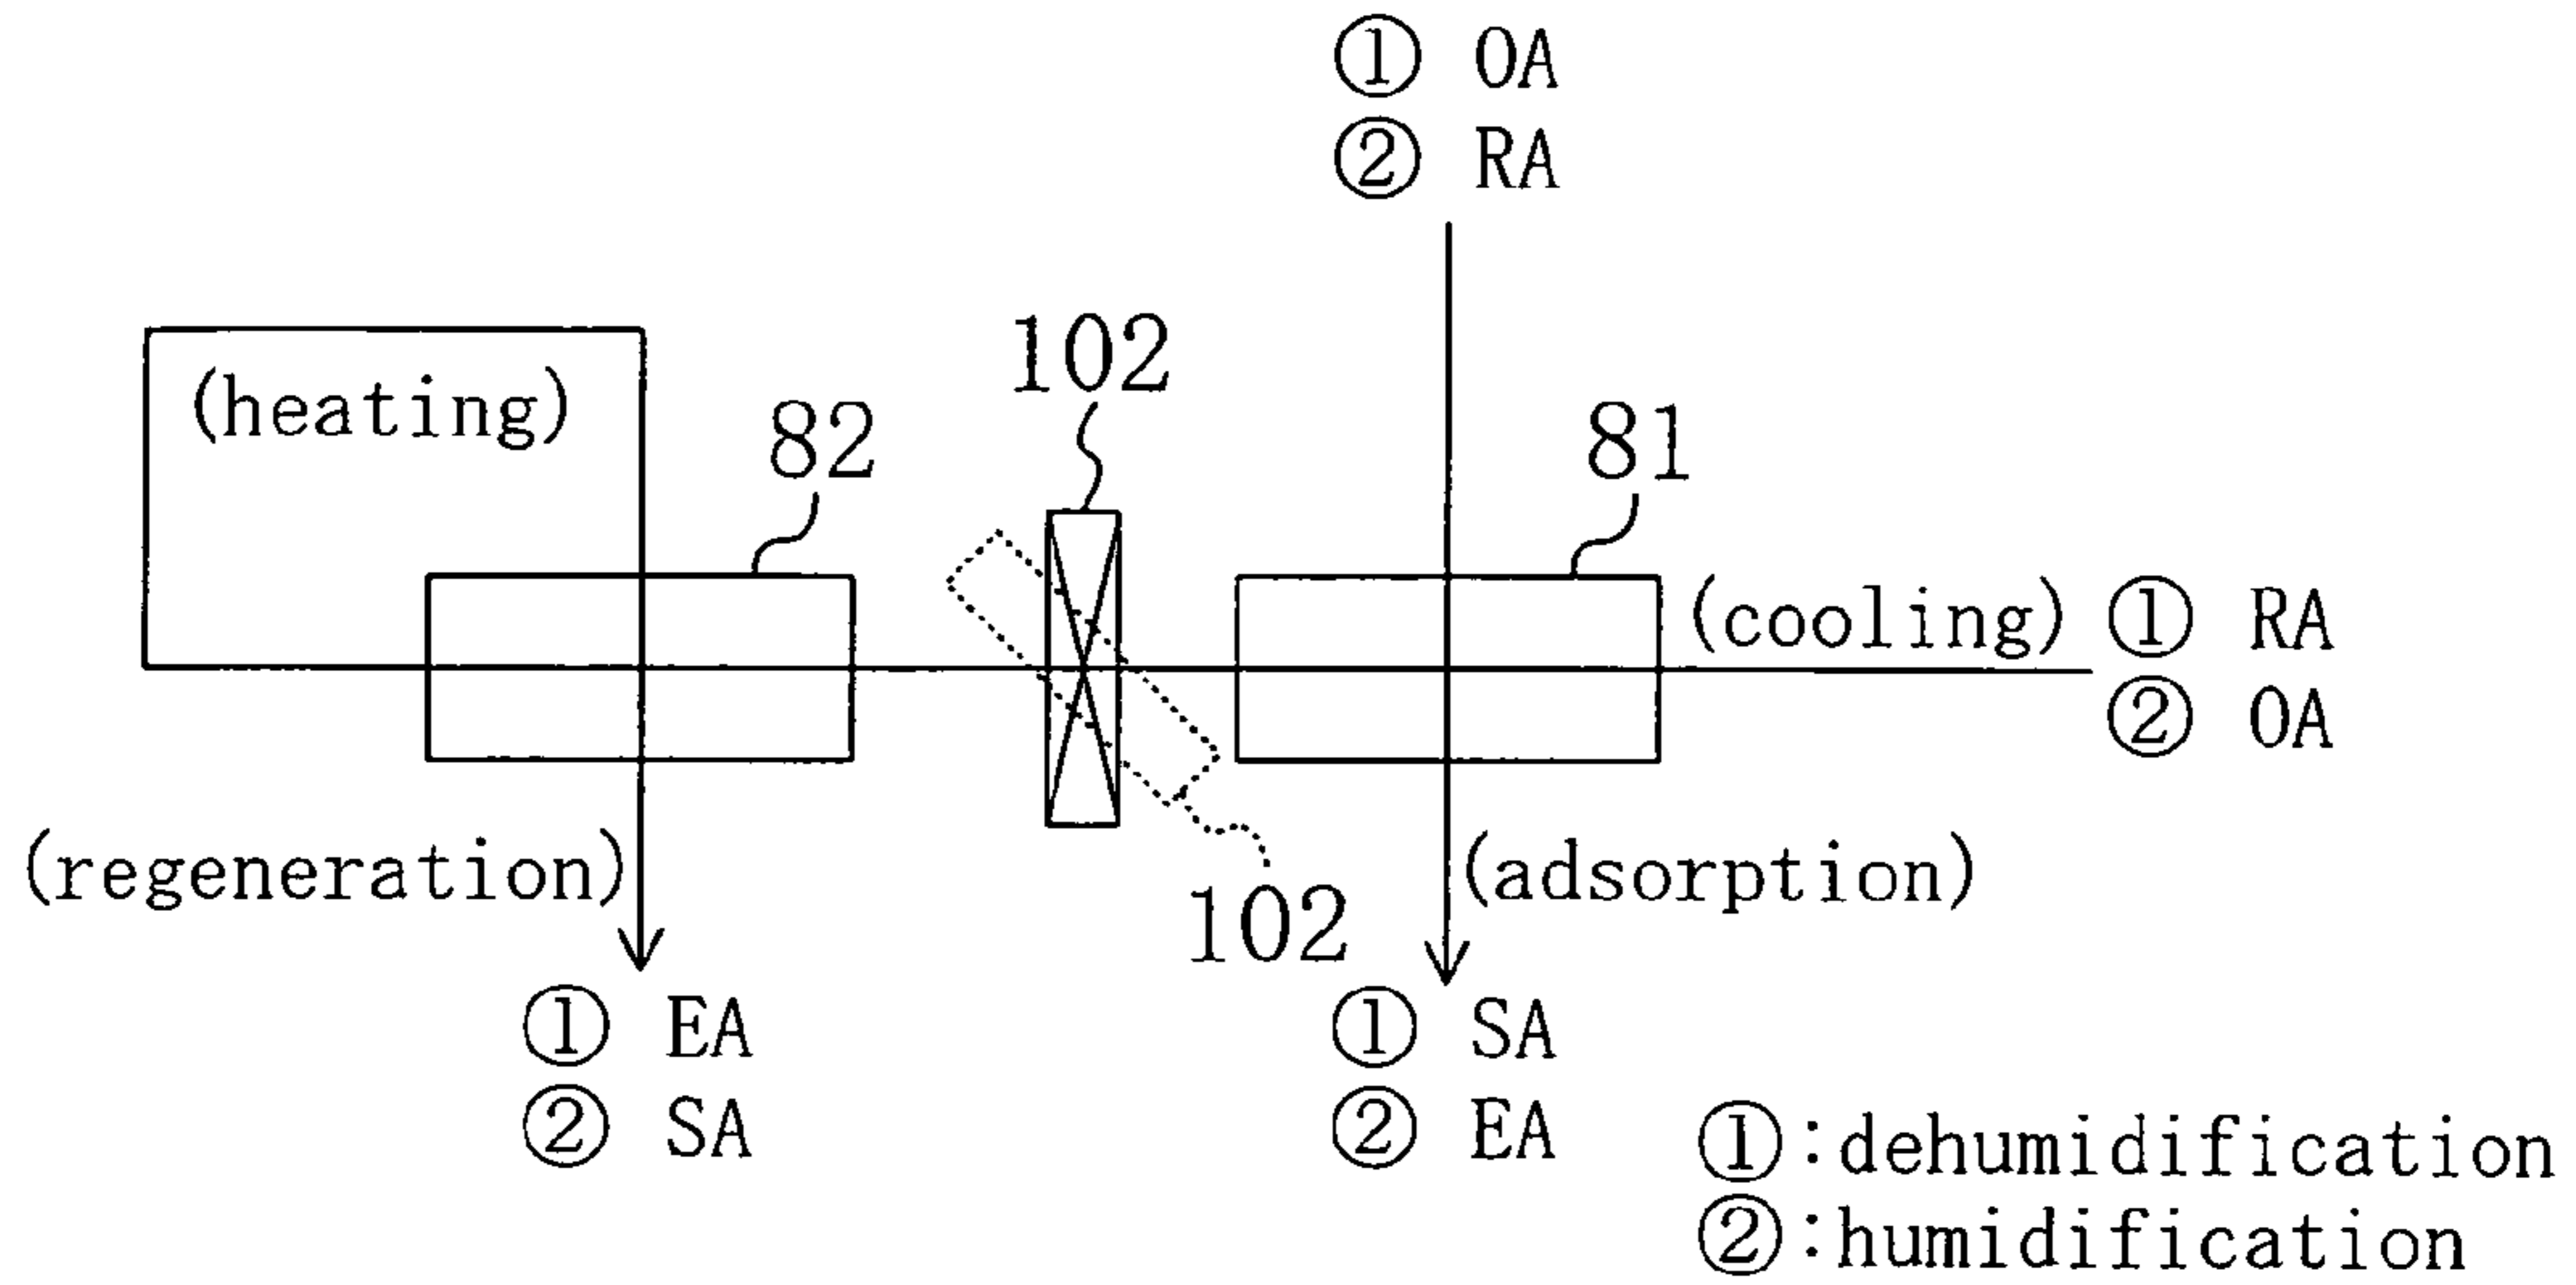 ① OA
② RA
102
(heating)
82
81
(cooling)
① RA
② OA
(regeneration)
(adsorption)
102
① EA
② SA
① SA
② EA
①:dehumidification
②:humidification